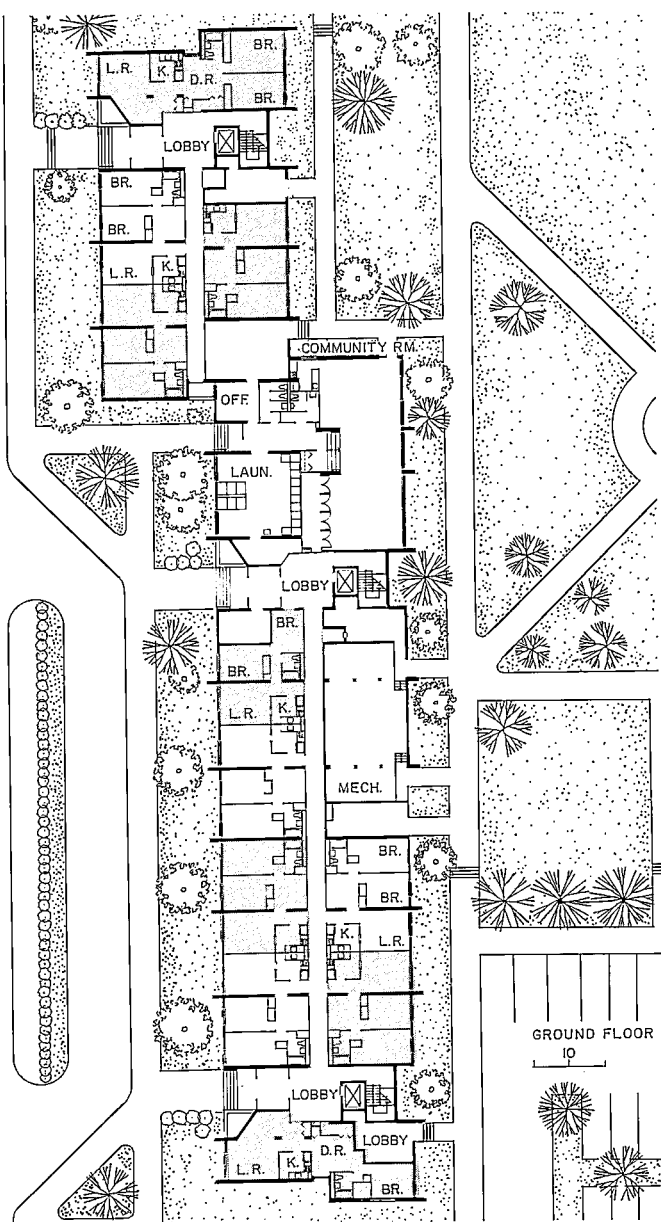 L.R.
K.
D.R.
BR.
BR.
LOBBY
BR.
BR.
L.R.
K.
COMMUNITY RM.
OFF.
LAUN.
LOBBY
BR.
BR.
L.R.
K.
MECH.
BR.
BR.
K.
L.R.
GROUND FLOOR
10
LOBBY
LOBBY
D.R.
L.R.
K.
BR.